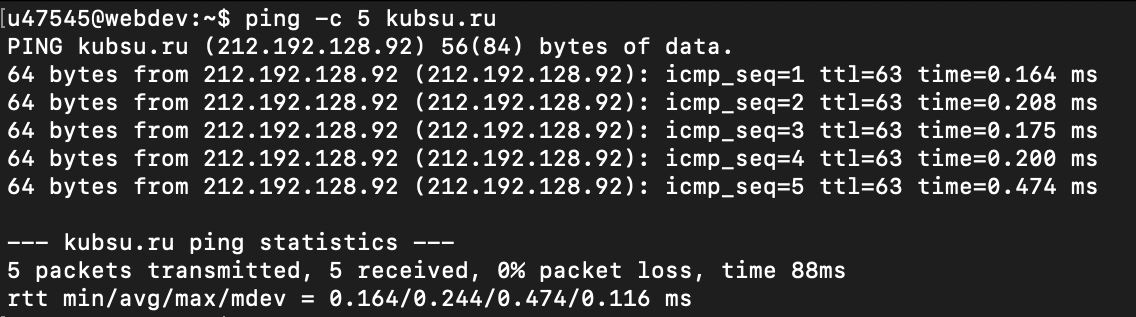 [u47545@webdev:~$ ping -c 5 kubsu.ru
PING kubsu.ru (212.192.128.92) 56(84) bytes of data.
64 bytes from 212.192.128.92 (212.192.128.92): icmp_seq=1 ttl=63 time=0.164 ms
64 bytes from 212.192.128.92 (212.192.128.92): icmp_seq=2 ttl=63 time=0.208 ms
64 bytes from 212.192.128.92 (212.192.128.92): icmp_seq=3 ttl=63 time=0.175 ms
64 bytes from 212.192.128.92 (212.192.128.92): icmp_seq=4 ttl=63 time=0.200 ms
64 bytes from 212.192.128.92 (212.192.128.92): icmp_seq=5 ttl=63 time=0.474 ms
--- kubsu.ru ping statistics ---
5 packets transmitted, 5 received, 0% packet loss, time 88ms
rtt min/avg/max/mdev = 0.164/0.244/0.474/0.116 ms